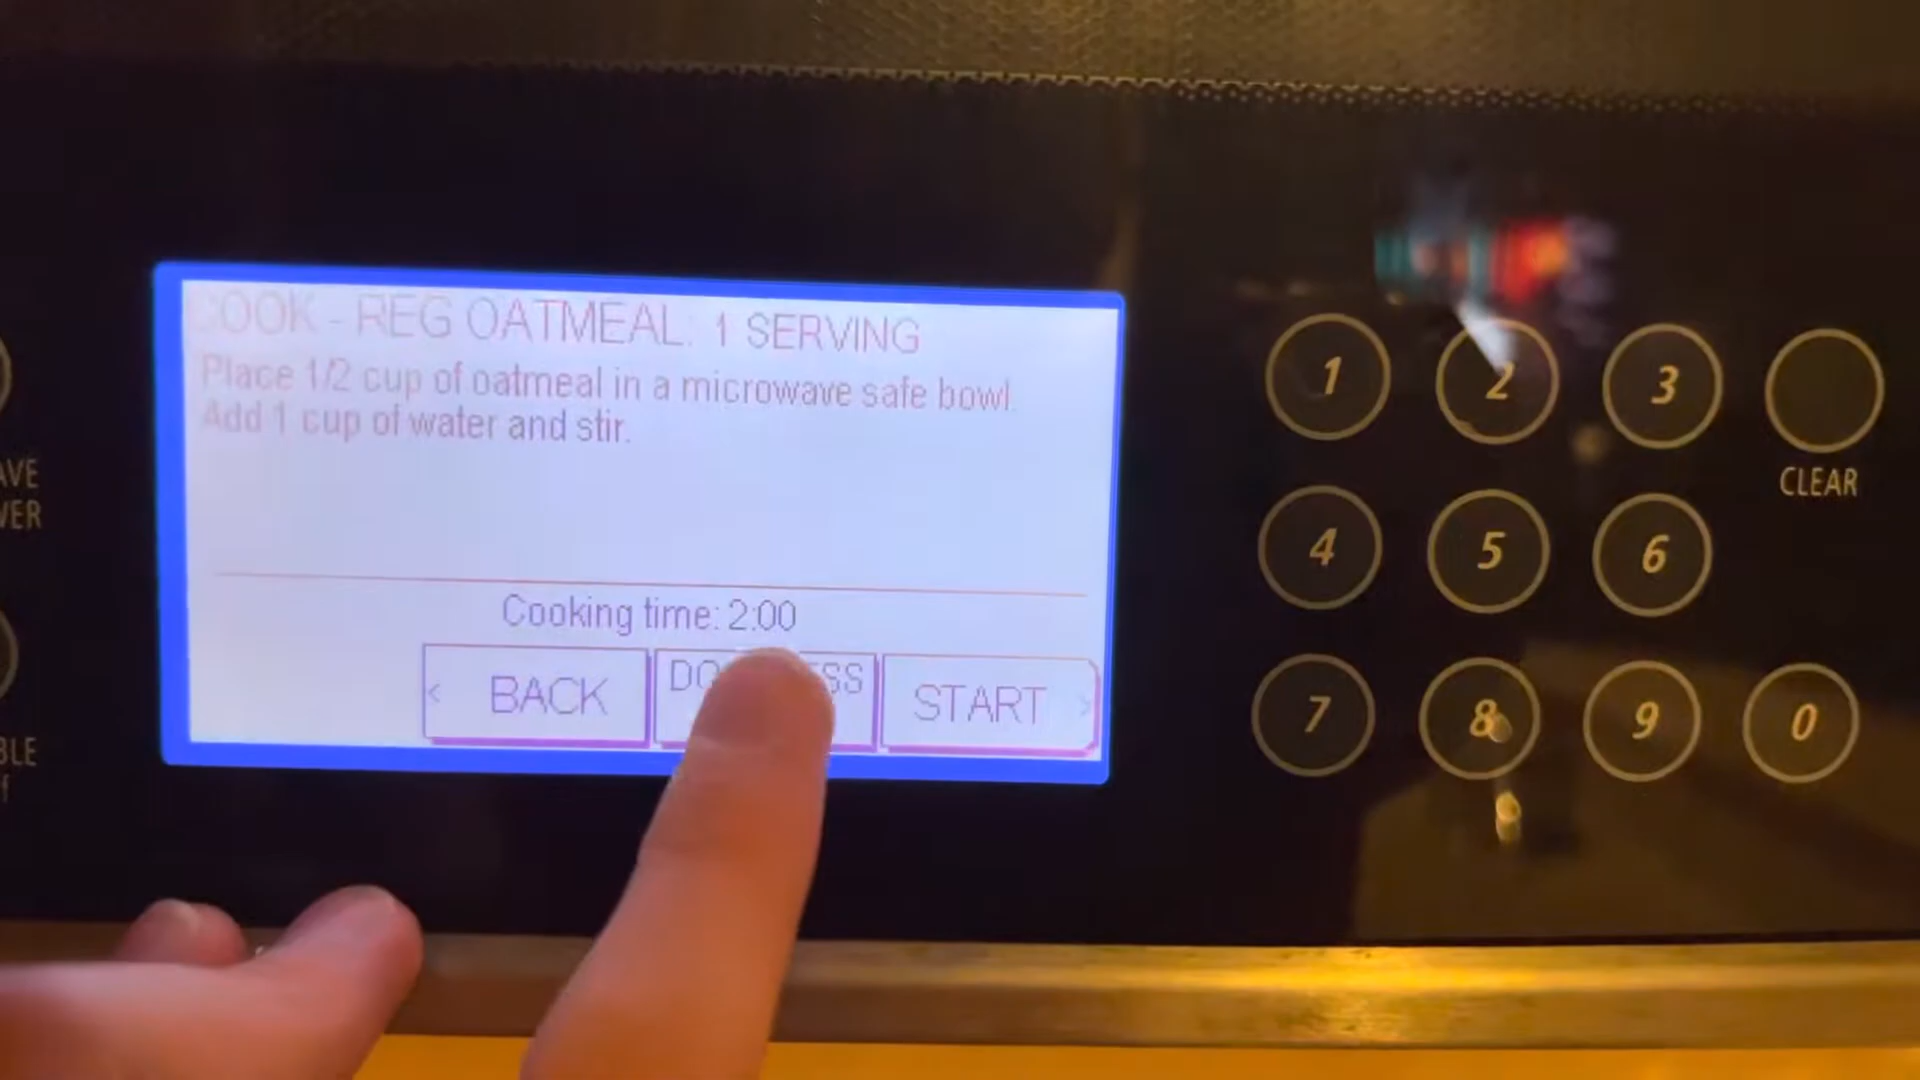 COOK - REG OATMEAL: 1 SERVING
Place 1/2 cup of oatmeal in a microwave safe bowl.
Add 1 cup of water and stir.
Cooking time: 2:00
< BACK
START >
1 2 3
CLEAR
4 5 6
7 8 9 0